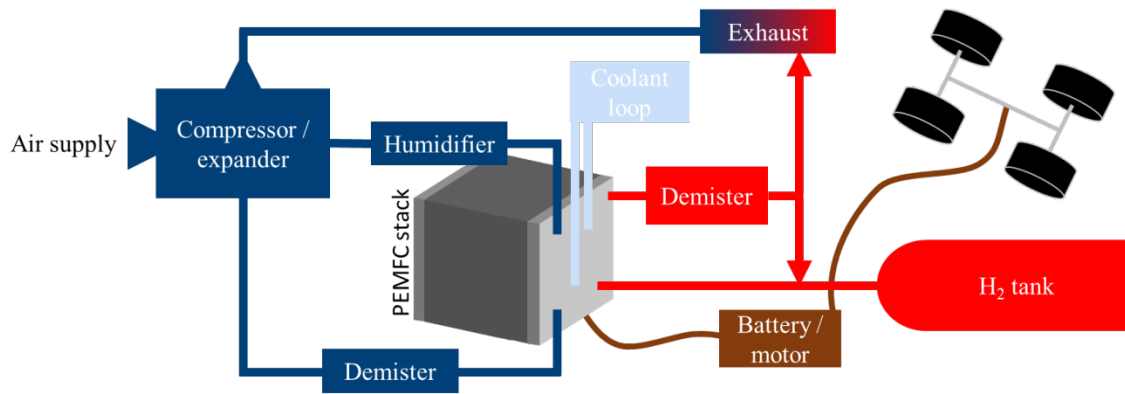 Exhaust
Coolant
loop
Air supply
Compressor /
expander
Humidifier
Demister
PEMFC stack
H₂ tank
Battery /
motor
Demister